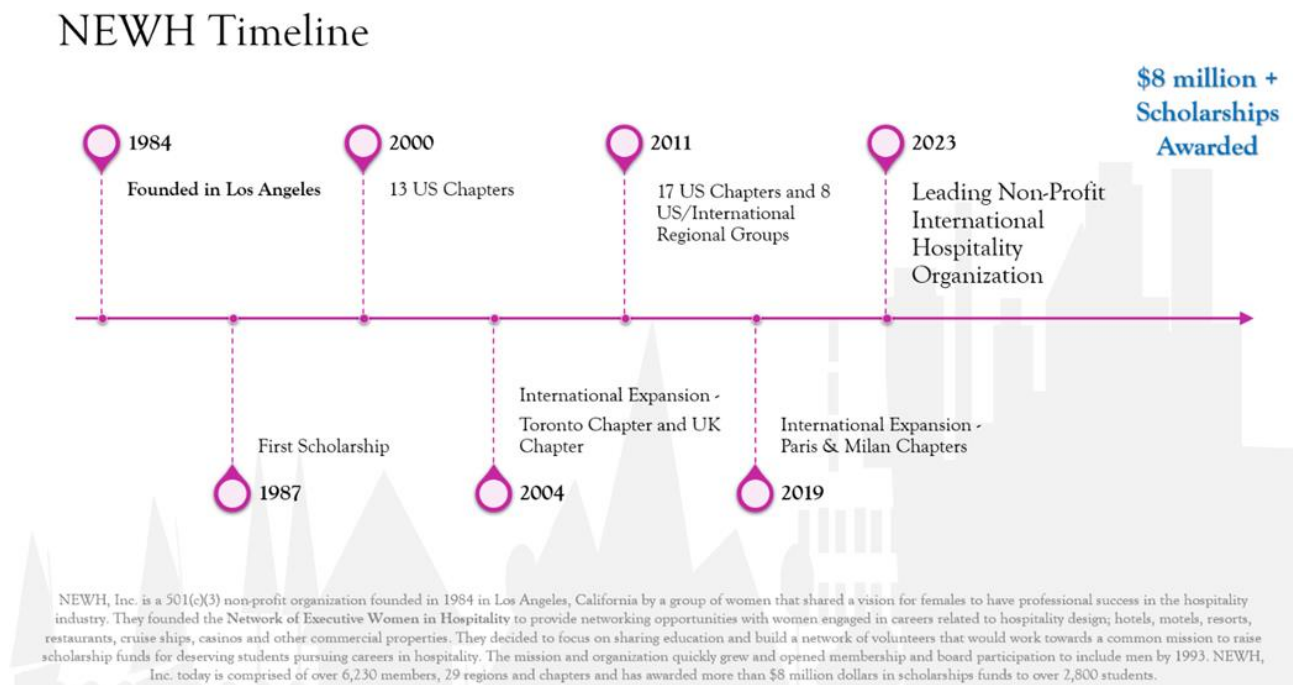 NEWH Timeline
$8 million +
Scholarships
Awarded
1984
Founded in Los Angeles
2000
13 US Chapters
2011
17 US Chapters and 8
US/International
Regional Groups
2023
Leading Non-Profit
International
Hospitality
Organization
First Scholarship
1987
International Expansion -
Toronto Chapter and UK
Chapter
2004
International Expansion -
Paris & Milan Chapters
2019
NEWH, Inc. is a 501(c)(3) non-profit organization founded in 1984 in Los Angeles, California by a group of women that shared a vision for females to have professional success in the hospitality
industry. They founded the Network of Executive Women in Hospitality to provide networking opportunities with women engaged in careers related to hospitality design; hotels, motels, resorts,
restaurants, cruise ships, casinos and other commercial properties. They decided to focus on sharing education and build a network of volunteers that would work towards a common mission to raise
scholarship funds for deserving students pursuing careers in hospitality. The mission and organization quickly grew and opened membership and board participation to include men by 1993. NEWH,
Inc. today is comprised of over 6,230 members, 29 regions and chapters and has awarded more than $8 million dollars in scholarships funds to over 2,800 students.